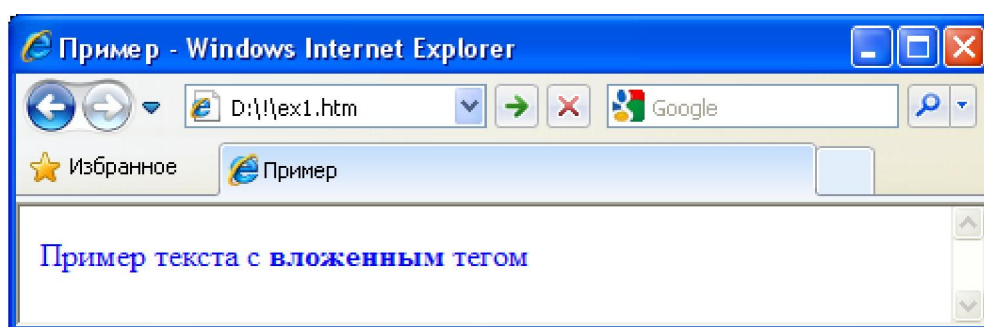 Пример - Windows Internet Explorer
D:\!\ex1.htm Google
Избранное Пример
Пример текста с вложенным тегом